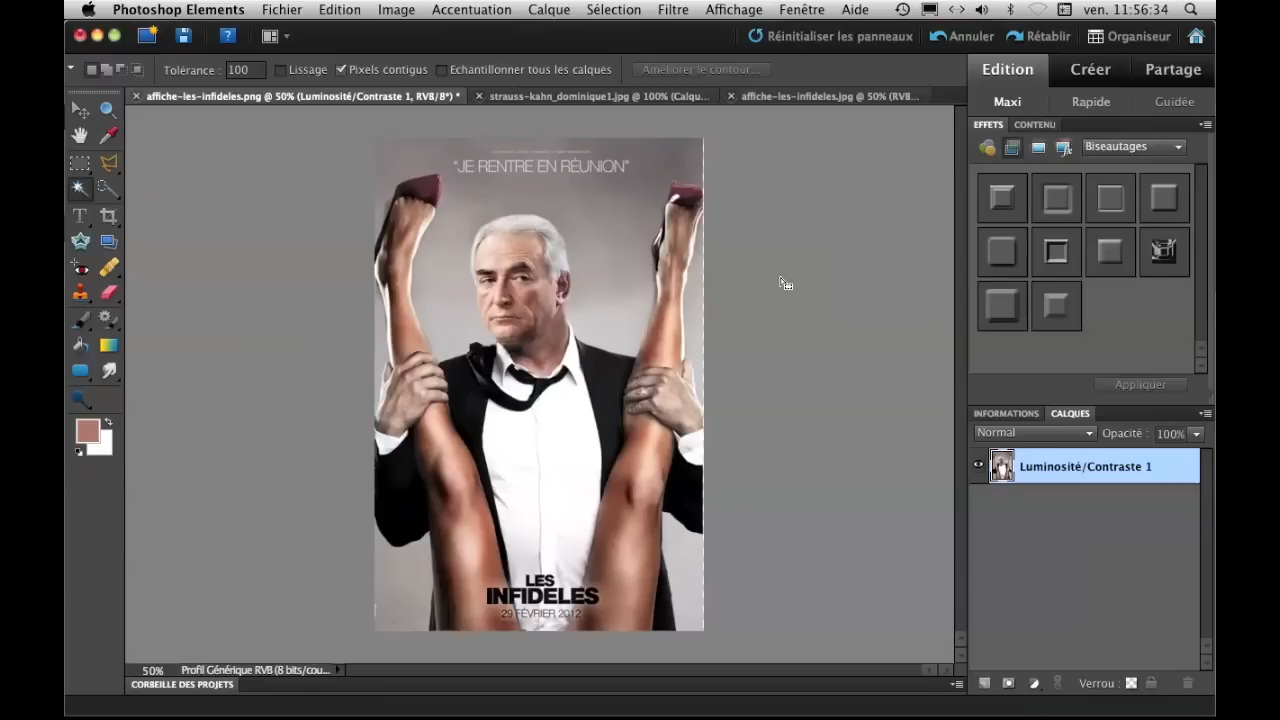 Photoshop Elements Fichier Edition Image Accentuation Calque Sélection Filtre Affichage Fenêtre Aide ven. 11:56:34
Réinitialiser les panneaux Annuler Rétablir Organiseur
Tolérance : 100 Lissage Pixels contigus Echantillonner tous les calques Améliorer le contour...
Edition Créer Partage
affiche-les-infideles.png @ 50% (Luminosité/Contraste 1, RVB/8*) * strauss-kahn_dominique1.jpg @ 100% (Calqu... affiche-les-infideles.jpg @ 50% (RVB...
Maxi Rapide Guidée
EFFETS CONTENU
Biseautages
"JE RENTRE EN RÉUNION"
Appliquer
INFORMATIONS CALQUES
Normal Opacité : 100%
Luminosité/Contraste 1
LES
INFIDELES
29 FÉVRIER 2012
50% Profil Générique RVB (8 bits/cou...
CORBEILLE DES PROJETS
Verrou :